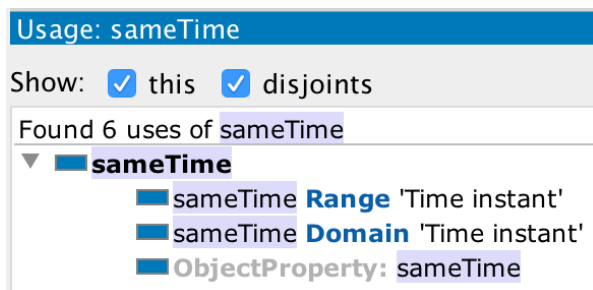 Usage: sameTime
Show: this disjoints
Found 6 uses of sameTime
sameTime
sameTime Range 'Time instant'
sameTime Domain 'Time instant'
ObjectProperty: sameTime